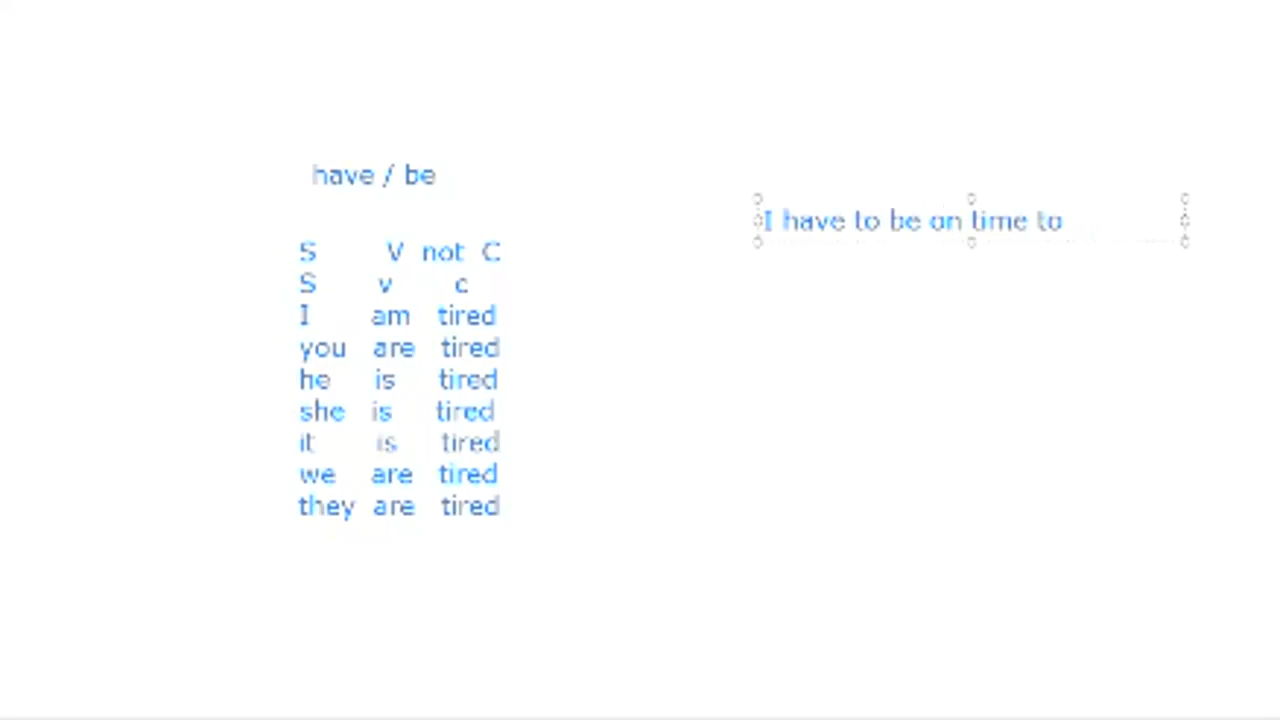 have / be
S V not C
S v c
I am tired
you are tired
he is tired
she is tired
it is tired
we are tired
they are tired
I have to be on time to